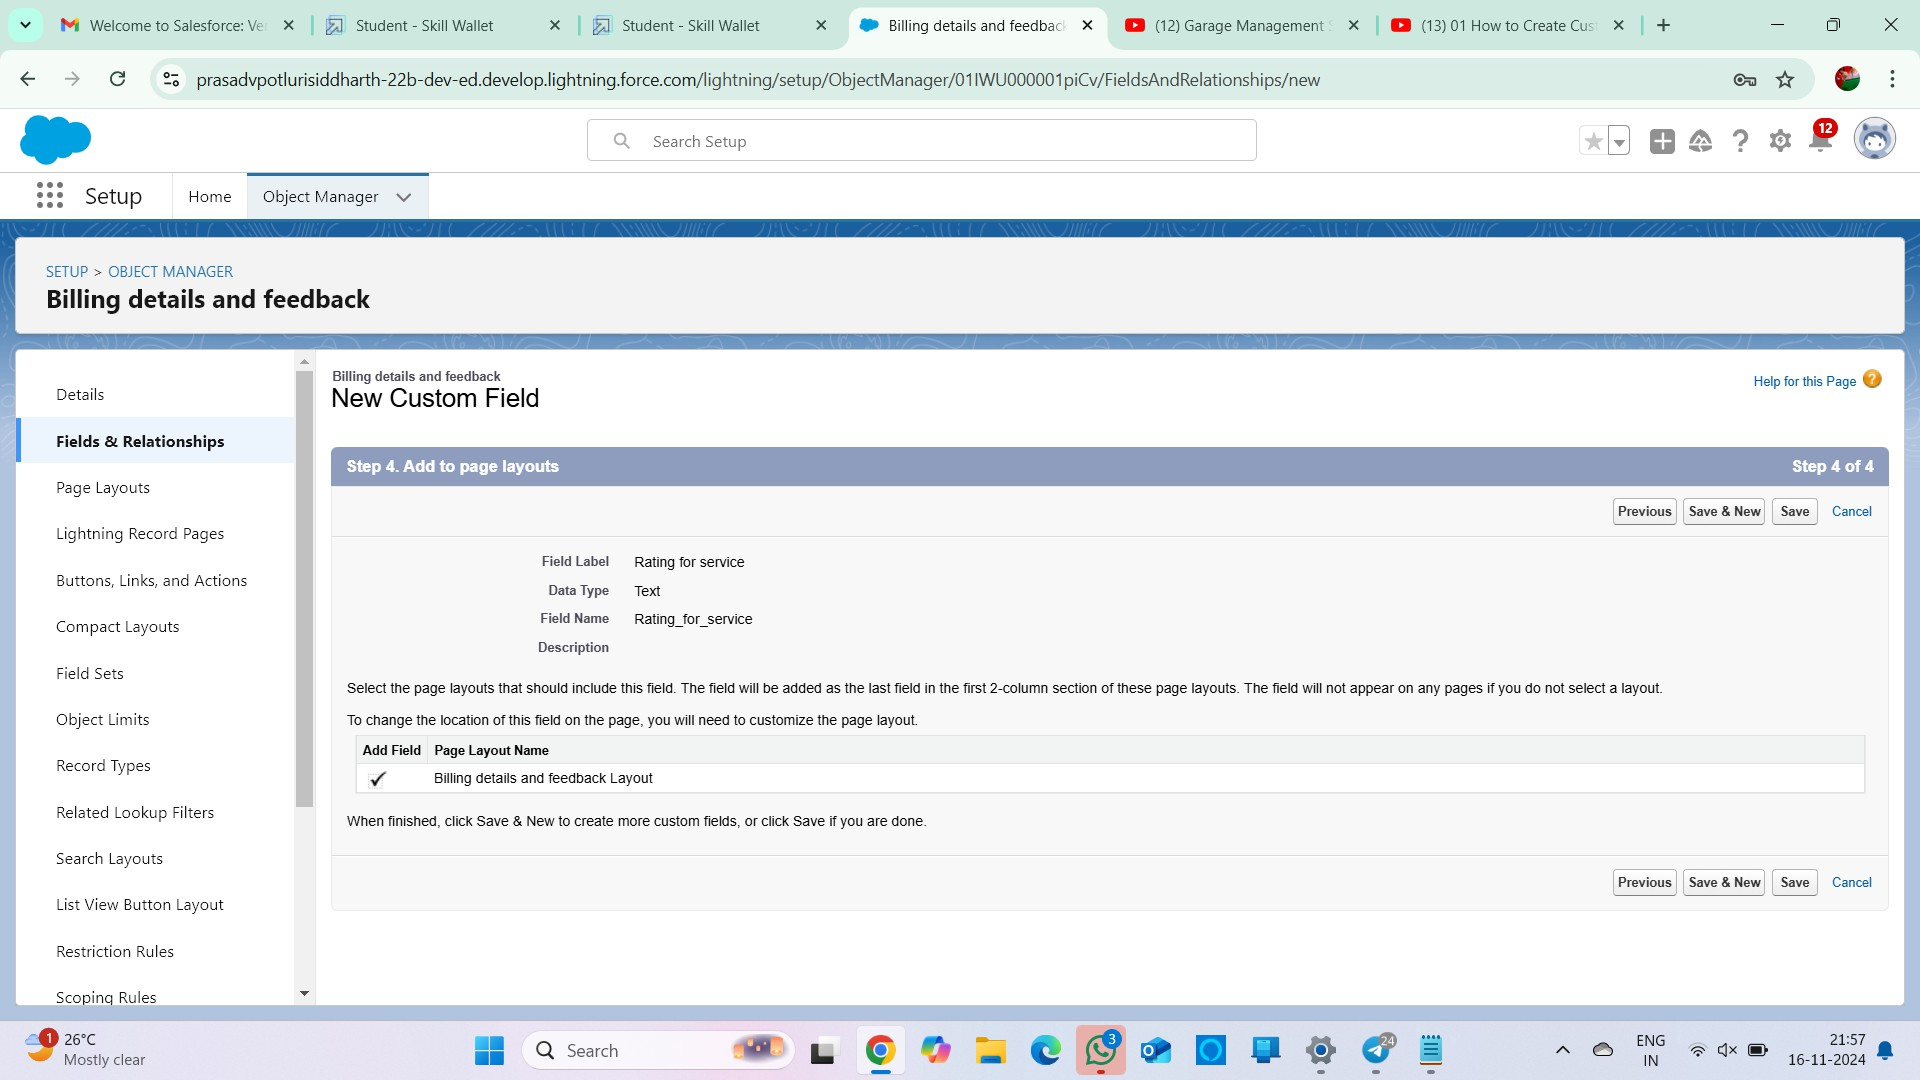 Welcome to Salesforce: Ve
Student - Skill Wallet
Student - Skill Wallet
Billing details and feedbac
(12) Garage Management
(13) 01 How to Create Cus
prasadvpotlurisiddharth-22b-dev-ed.develop.lightning.force.com/lightning/setup/ObjectManager/01IWU000001piCv/FieldsAndRelationships/new
Search Setup
12
Setup
Home
Object Manager
SETUP > OBJECT MANAGER
Billing details and feedback
Details
Fields & Relationships
Page Layouts
Lightning Record Pages
Buttons, Links, and Actions
Compact Layouts
Field Sets
Object Limits
Record Types
Related Lookup Filters
Search Layouts
List View Button Layout
Restriction Rules
Scoping Rules
Billing details and feedback
New Custom Field
Help for this Page ?
Step 4. Add to page layouts
Step 4 of 4
Previous
Save & New
Save
Cancel
Field Label Rating for service
Data Type Text
Field Name Rating_for_service
Description
Select the page layouts that should include this field. The field will be added as the last field in the first 2-column section of these page layouts. The field will not appear on any pages if you do not select a layout.
To change the location of this field on the page, you will need to customize the page layout.
Add Field Page Layout Name
Billing details and feedback Layout
When finished, click Save & New to create more custom fields, or click Save if you are done.
Previous
Save & New
Save
Cancel
1
26°C
Mostly clear
Search
3
24
ENG
IN
21:57
16-11-2024